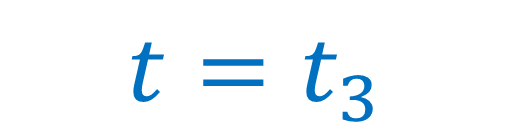 t = t₃